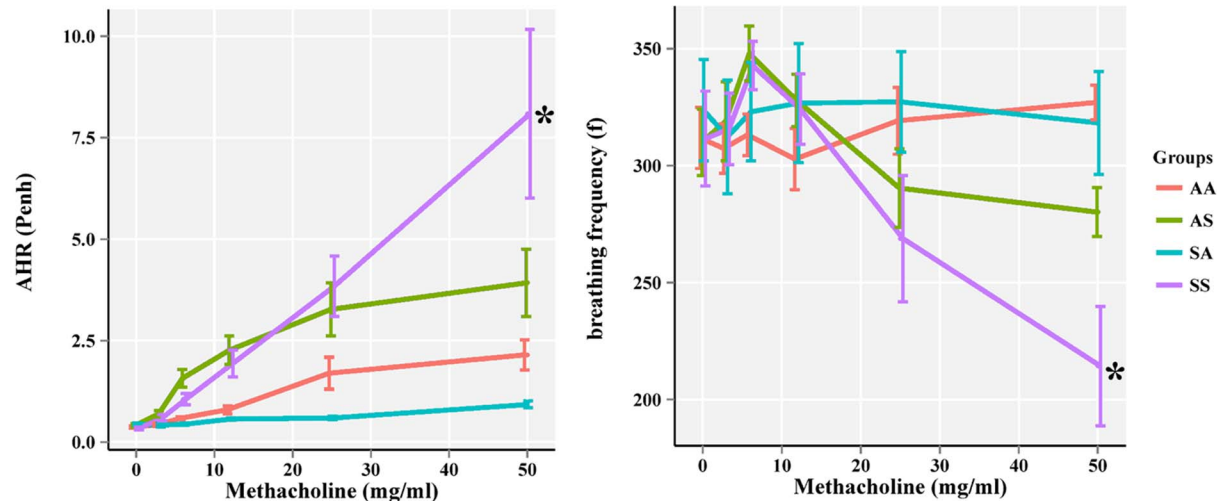 AHR (Penh)
10.0
7.5
5.0
2.5
0.0
*
0 10 20 30 40 50
Methacholine (mg/ml)
breathing frequency (f)
350
300
250
200
*
0 10 20 30 40 50
Methacholine (mg/ml)
Groups
AA
AS
SA
SS